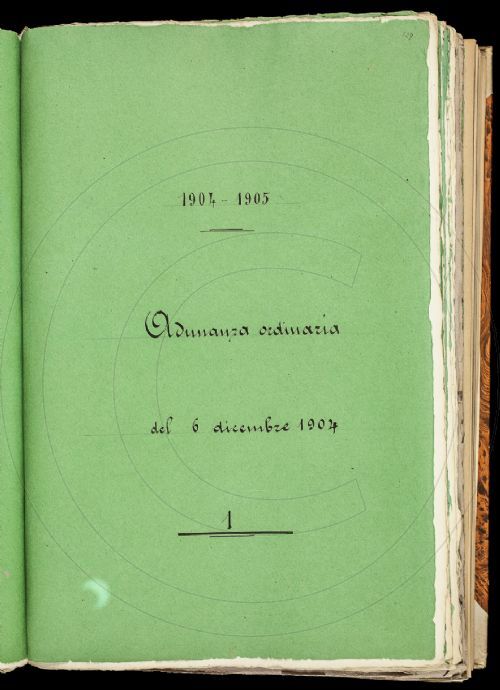 1904-1905
Adunanza ordinaria
del 6 dicembre 1904
1